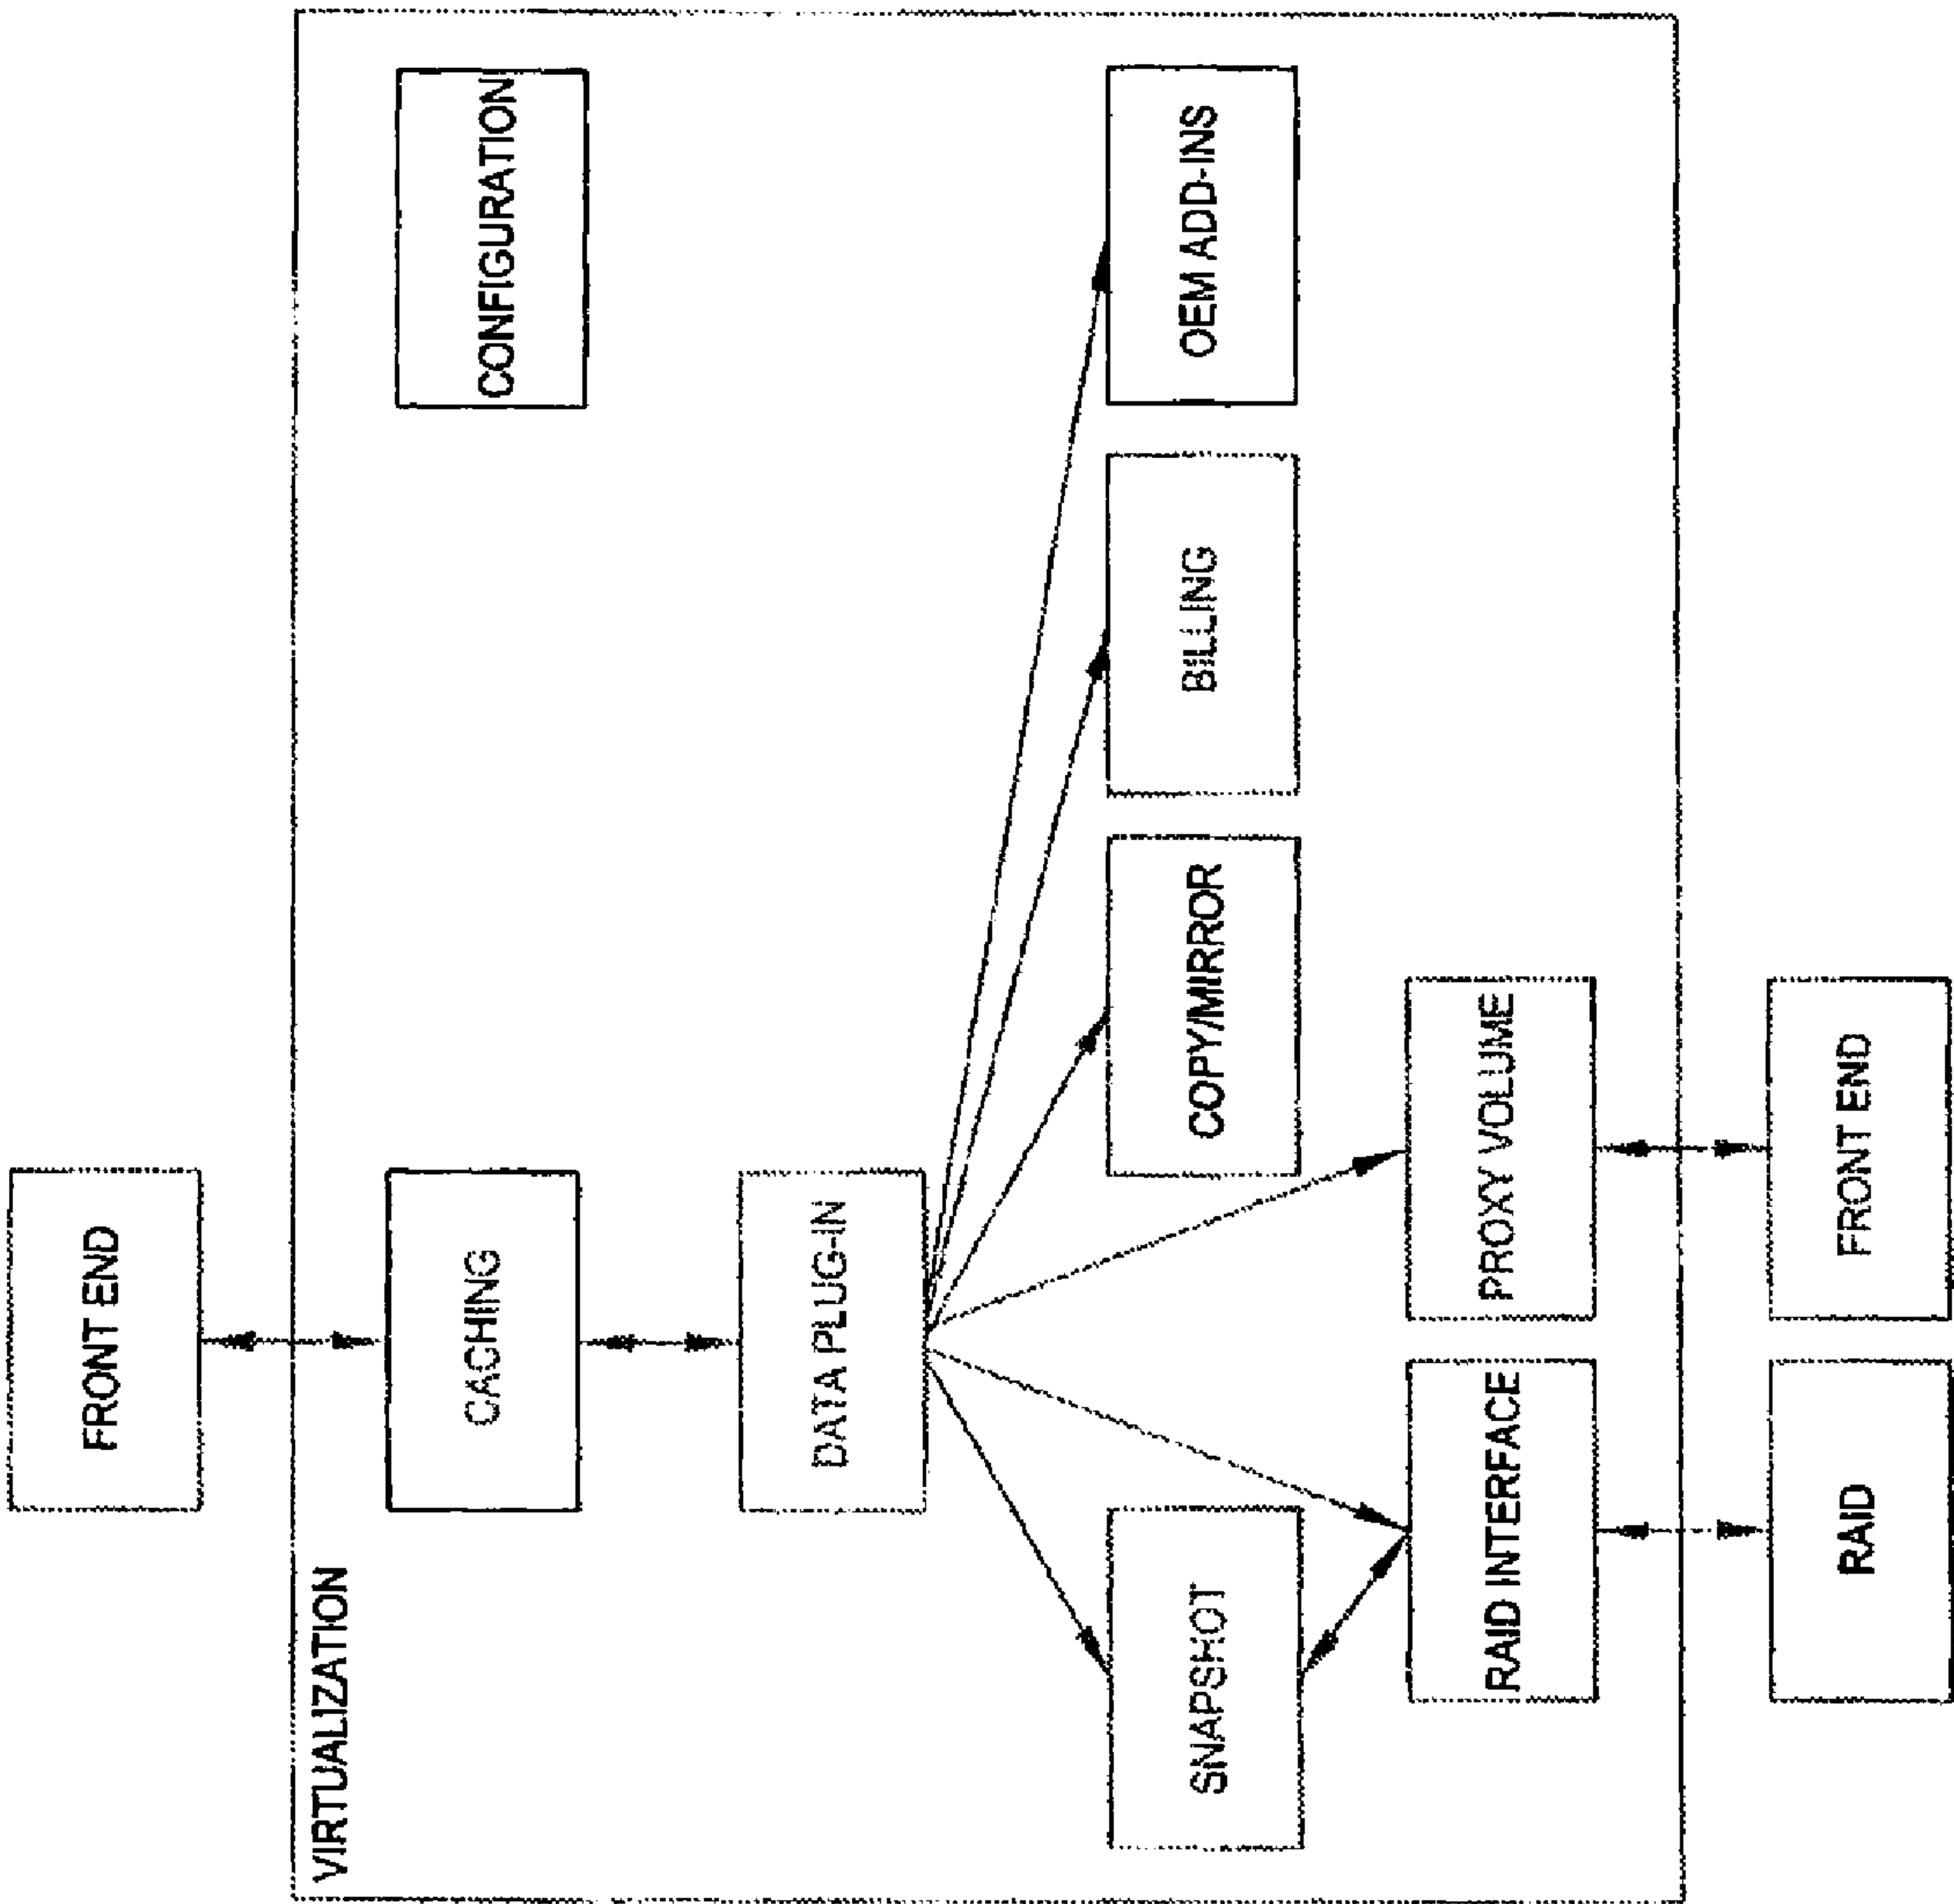 FRONT END
VIRTUALIZATION
CACHING
CONFIGURATION
DATA PLUG-IN
SNAPSHOT
COPY/MIRROR
BILLING
OEM ADD-INS
RAID INTERFACE
PROXY VOLUME
RAID
FRONT END